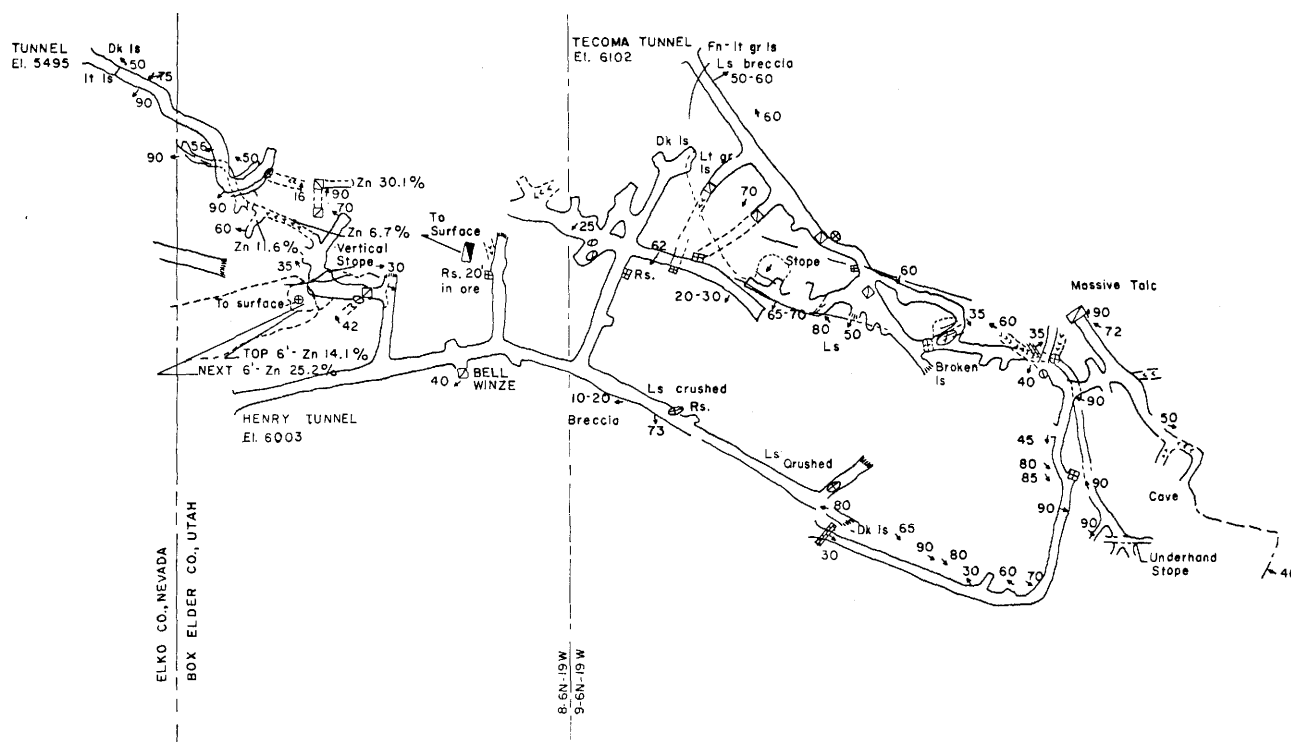 TUNNEL
El. 5495
Dk ls
50
75
lt ls
90
TECOMA TUNNEL
El. 6102
Fn-lt gr ls
Ls breccia
50-60
60
Dk ls
Lt gr
ls
56
90
50
16
Zn 30.1%
90
70
90
60
Zn 6.7%
Zn 11.6%
Vertical
Stope
35
30
To surface
42
TOP 6'- Zn 14.1%
NEXT 6'- Zn 25.2%
To
Surface
Rs. 20'
in ore
25
62
Rs.
70
20-30
Stope
65-70
80
50
Ls
60
35
60
35
Broken
ls
40
Massive Talc
90
72
90
50
HENRY TUNNEL
El. 6003
40
BELL
WINZE
10-20
Breccia
Ls crushed
Rs.
73
Ls
Crushed
80
Dk ls
30
65
90
80
30
60
70
45
80
85
90
90
90
Cave
Underhand
Stope
ELKO CO., NEVADA
BOX ELDER CO., UTAH
8-6N-19W
9-6N-19W